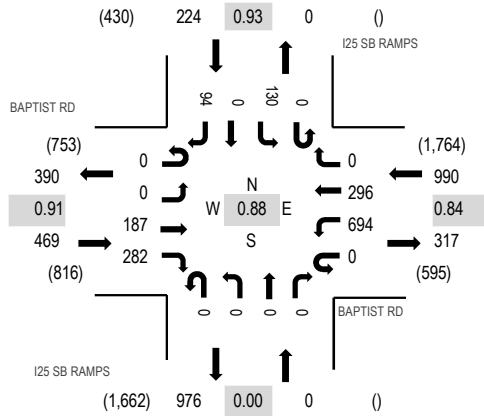 (430) 224 0.93 0 ()
I25 SB RAMPS
94 0 130 0
BAPTIST RD
(753) (1,764)
0 0
390 990
0 N 296
0.91 W 0.88 E 0.84
187 694
469 S 317
282 0
(816) (595)
0 0 0 0
BAPTIST RD
I25 SB RAMPS
(1,662) 976 0.00 0 ()